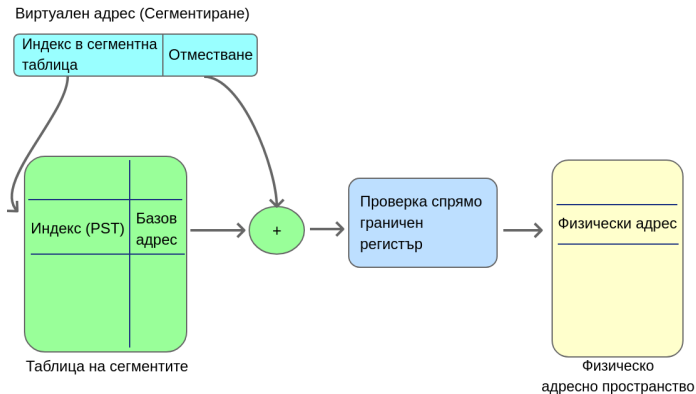 Виртуален адрес (Сегментиране)
Индекс в сегментна
таблица
Отместване
Индекс (PST)
Базов
адрес
+
Проверка спрямо
граничен
регистър
Физически адрес
Таблица на сегментите
Физическо
адресно пространство